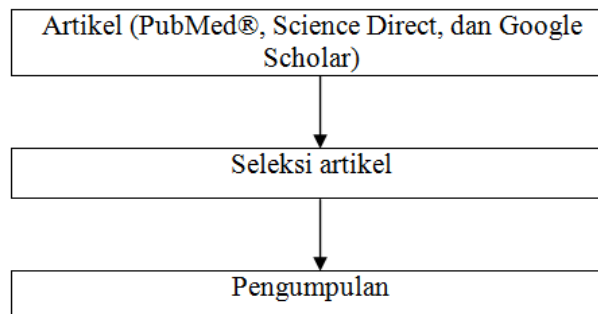 Artikel (PubMed®, Science Direct, dan Google
Scholar)
Seleksi artikel
Pengumpulan